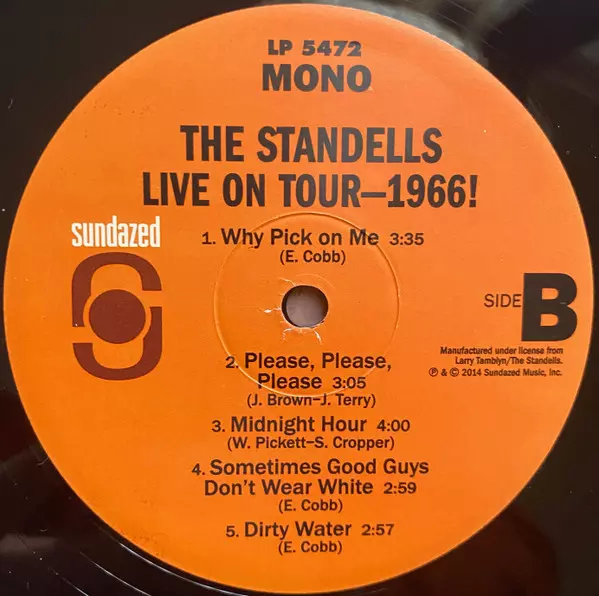 LP 5472
MONO
THE STANDELLS
LIVE ON TOUR—1966!
sundazed
1. Why Pick on Me 3:35
(E. Cobb)
SIDE B
Manufactured under license from
Larry Tamblyn/The Standells.
℗ & © 2014 Sundazed Music, Inc.
2. Please, Please,
Please 3:05
(J. Brown–J. Terry)
3. Midnight Hour 4:00
(W. Pickett–S. Cropper)
4. Sometimes Good Guys
Don't Wear White 2:59
(E. Cobb)
5. Dirty Water 2:57
(E. Cobb)